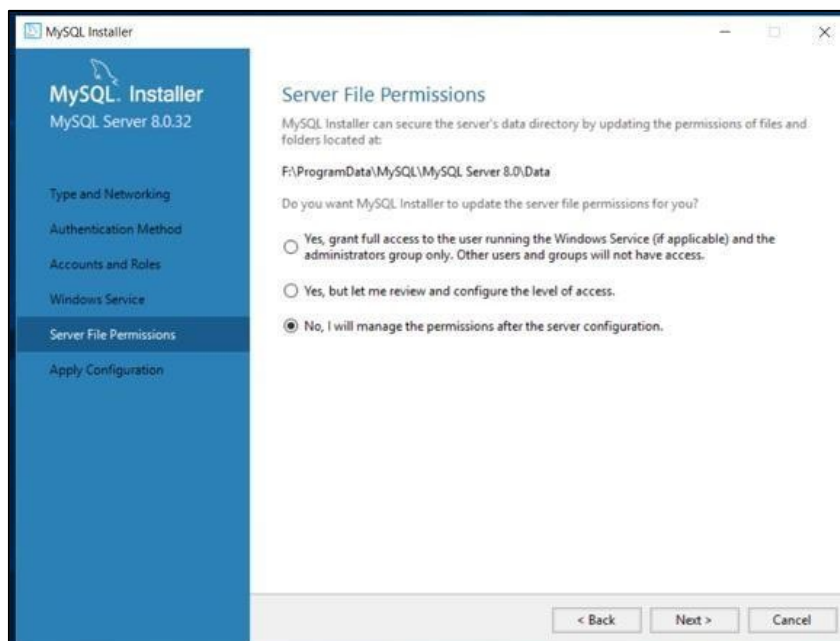 MySQL Installer
MySQL. Installer
MySQL Server 8.0.32
Type and Networking
Authentication Method
Accounts and Roles
Windows Service
Server File Permissions
Apply Configuration
Server File Permissions
MySQL Installer can secure the server's data directory by updating the permissions of files and
folders located at:
F:\ProgramData\MySQL\MySQL Server 8.0\Data
Do you want MySQL Installer to update the server file permissions for you?
Yes, grant full access to the user running the Windows Service (if applicable) and the
administrators group only. Other users and groups will not have access.
Yes, but let me review and configure the level of access.
No, I will manage the permissions after the server configuration.
< Back
Next >
Cancel